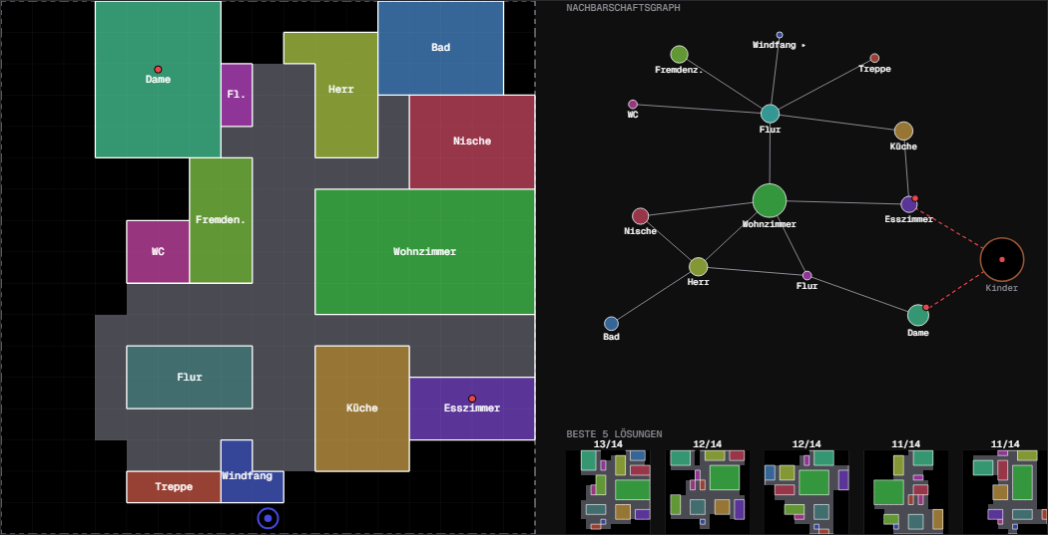 Dame
Fl.
Herr
Bad
Nische
Fremden.
WC
Wohnzimmer
Flur
Küche
Esszimmer
Treppe
Windfang
NACHBARSCHAFTSGRAPH
Windfang ▸
Fremdenz.
Treppe
WC
Flur
Küche
Nische
Wohnzimmer
Esszimmer
Herr
Flur
Kinder
Bad
Dame
BESTE 5 LÖSUNGEN
13/14 12/14 12/14 11/14 11/14